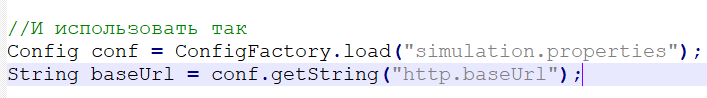 //И использовать так
Config conf = ConfigFactory.load("simulation.properties");
String baseUrl = conf.getString("http.baseUrl");